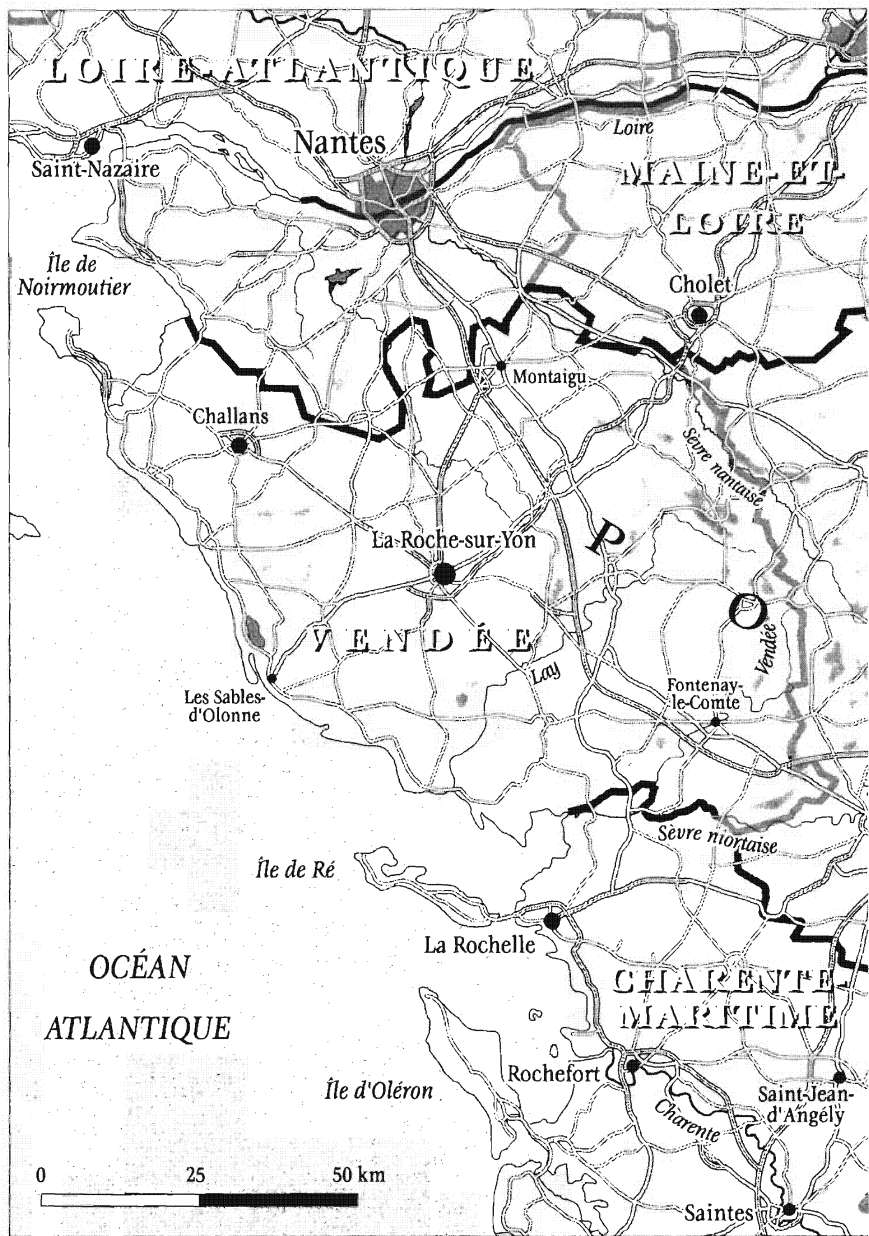 LOIRE-ATLANTIQUE
Loire
Nantes
Saint-Nazaire
MAINE-ET-
LOIRE
Île de
Noirmoutier
Cholet
Montaigu
Challans
Sèvre nantaise
La Roche-sur-Yon
P
O
VENDÉE
Vendée
Lay
Les Sables-
d'Olonne
Fontenay-
le-Comte
Sèvre niortaise
Île de Ré
La Rochelle
OCÉAN
ATLANTIQUE
CHARENTE-
MARITIME
Rochefort
Île d'Oléron
Saint-Jean-
d'Angély
Charente
0 25 50 km
Saintes